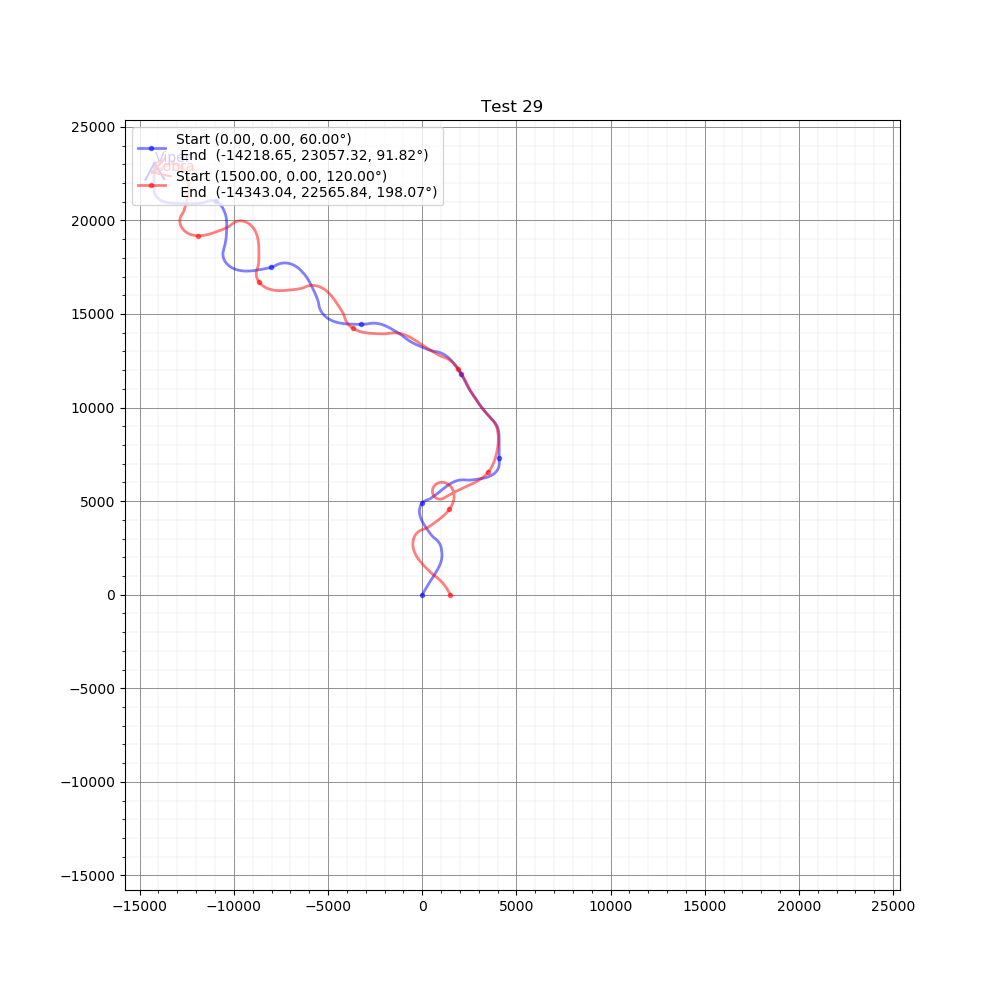 Test 29
Start (0.00, 0.00, 60.00°)
End (-14218.65, 23057.32, 91.82°)
Start (1500.00, 0.00, 120.00°)
End (-14343.04, 22565.84, 198.07°)
Viper
Cobra
25000
20000
15000
10000
5000
0
−5000
−10000
−15000
−15000 −10000 −5000 0 5000 10000 15000 20000 25000